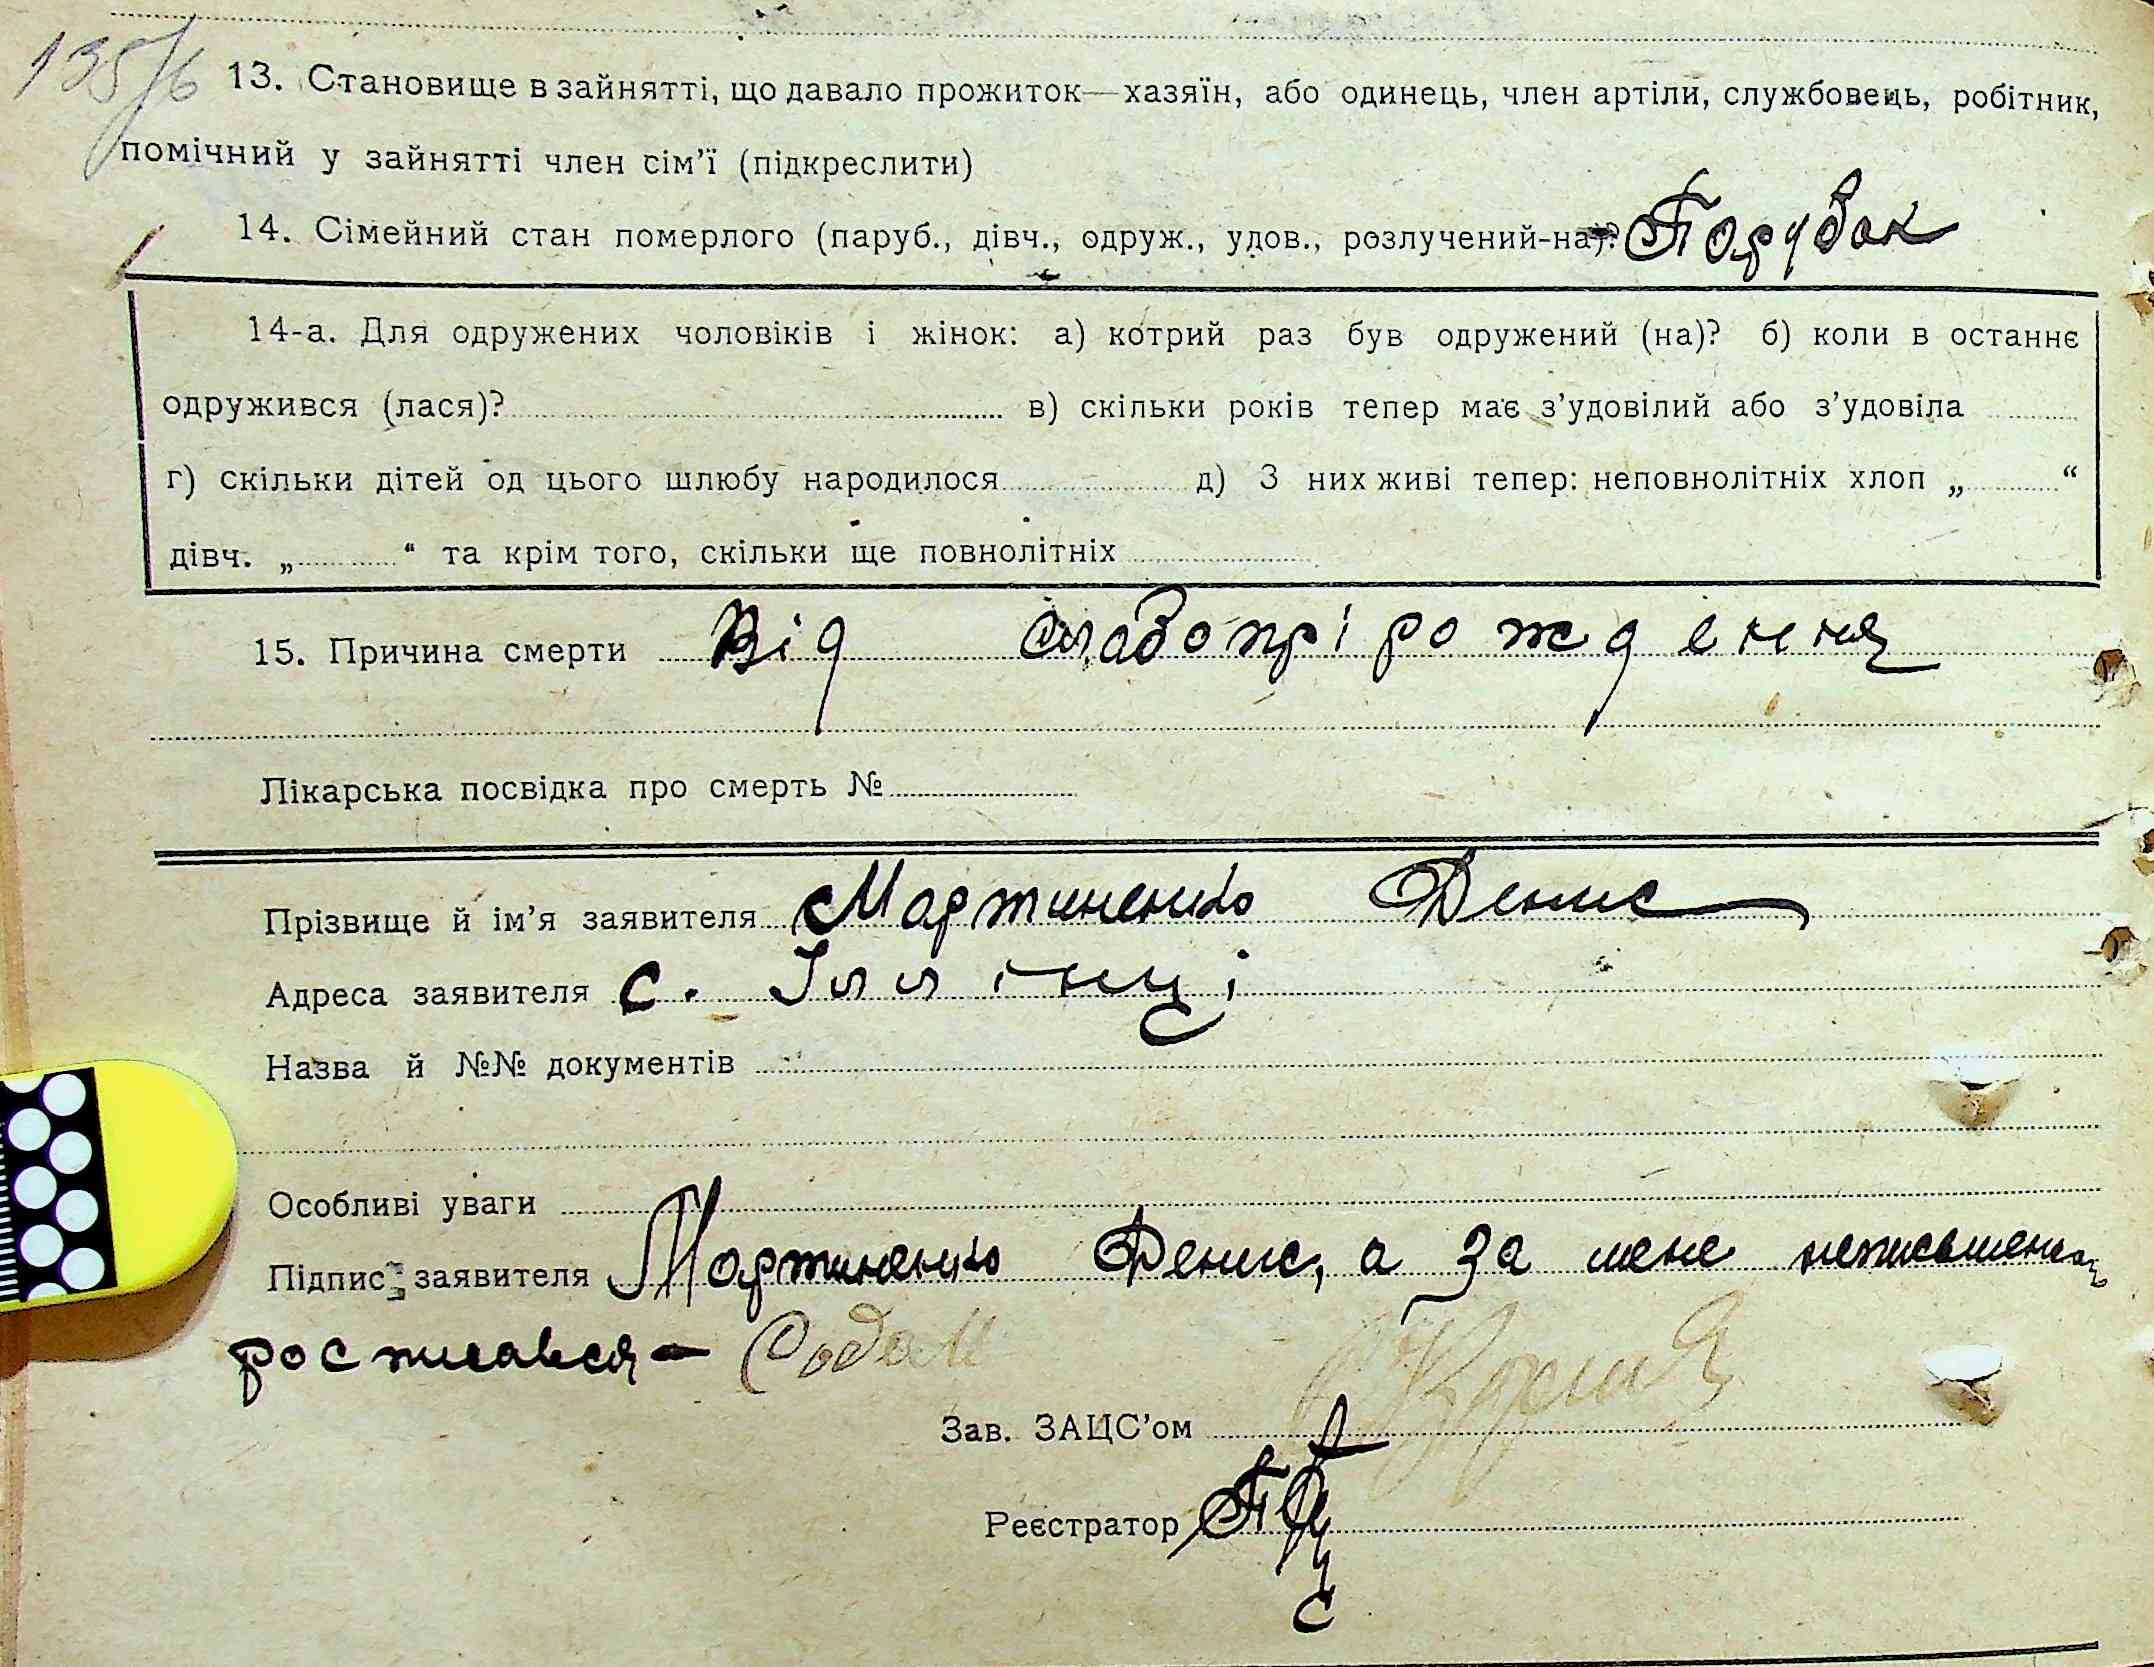 135/6
13. Становище в зайнятті, що давало прожиток—хазяїн, або одинець, член артіли, службовець, робітник,
помічний у зайнятті член сім’ї (підкреслити)
14. Сімейний стан померлого (паруб., дівч., одруж., удов., розлучений-на)? Парубок
14-а. Для одружених чоловіків і жінок: а) котрий раз був одружений (на)? б) коли в останнє
одружився (лася)? в) скільки років тепер має з’удовілий або з’удовіла
г) скільки дітей од цього шлюбу народилося д) З них живі тепер: неповнолітніх хлоп „ “
дівч. „ “ та крім того, скільки ще повнолітніх
15. Причина смерти Від слабопрірождення
Лікарська посвідка про смерть №
Прізвище й ім’я заявителя Мартиненко Денис
Адреса заявителя с. Іллінці
Назва й №№ документів
Особливі уваги
Підпис заявителя Мартиненко Денис, а за мене неписьменого
росписався —
Зав. ЗАЦС’ом
Реєстратор